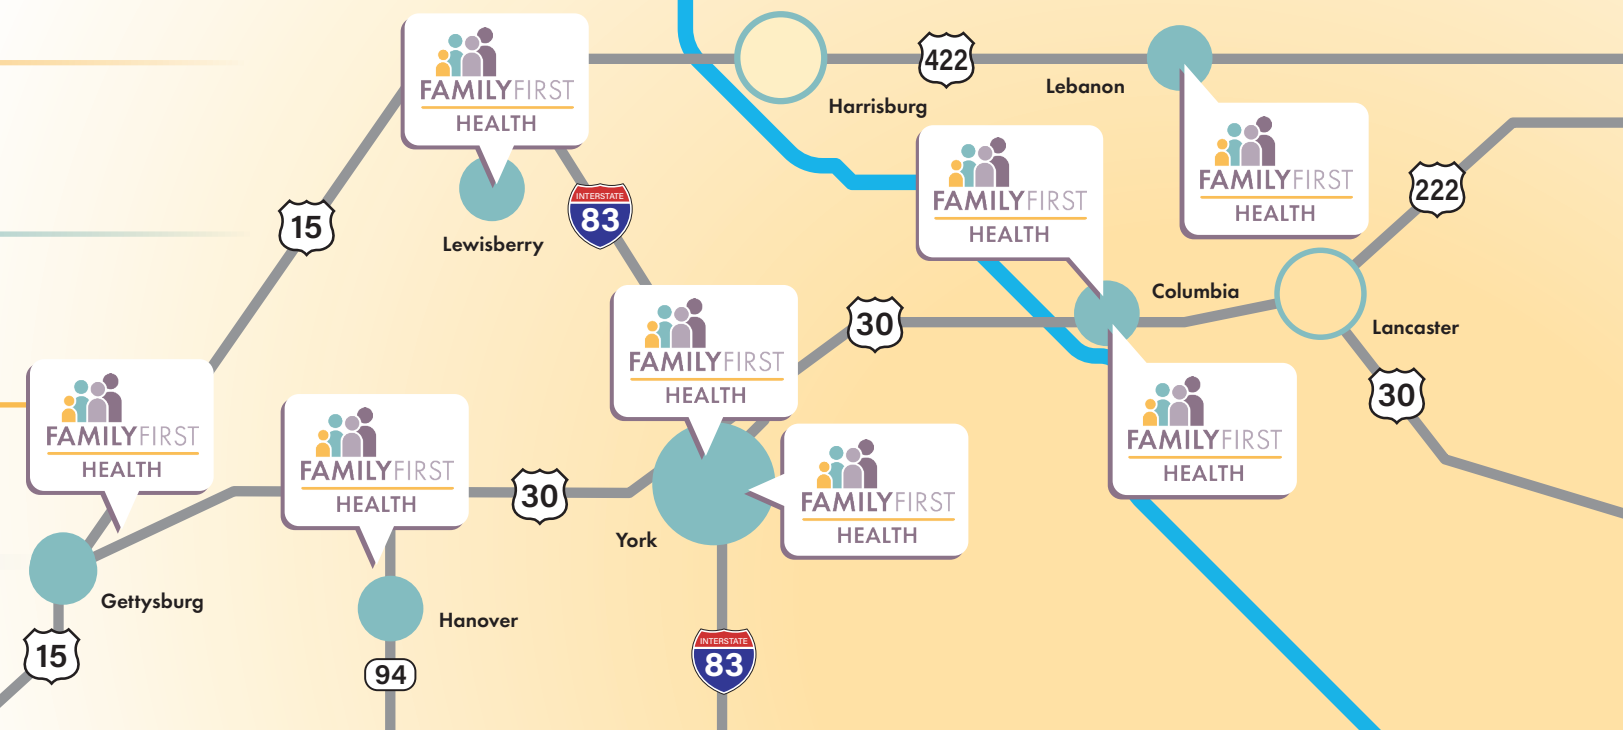 FAMILYFIRST
HEALTH
422
Harrisburg
Lebanon
FAMILYFIRST
HEALTH
FAMILYFIRST
HEALTH
222
15
INTERSTATE
83
Lewisberry
Columbia
Lancaster
FAMILYFIRST
HEALTH
30
30
FAMILYFIRST
HEALTH
FAMILYFIRST
HEALTH
FAMILYFIRST
HEALTH
30
FAMILYFIRST
HEALTH
York
Gettysburg
Hanover
15
94
INTERSTATE
83
FAMILYFIRST
HEALTH